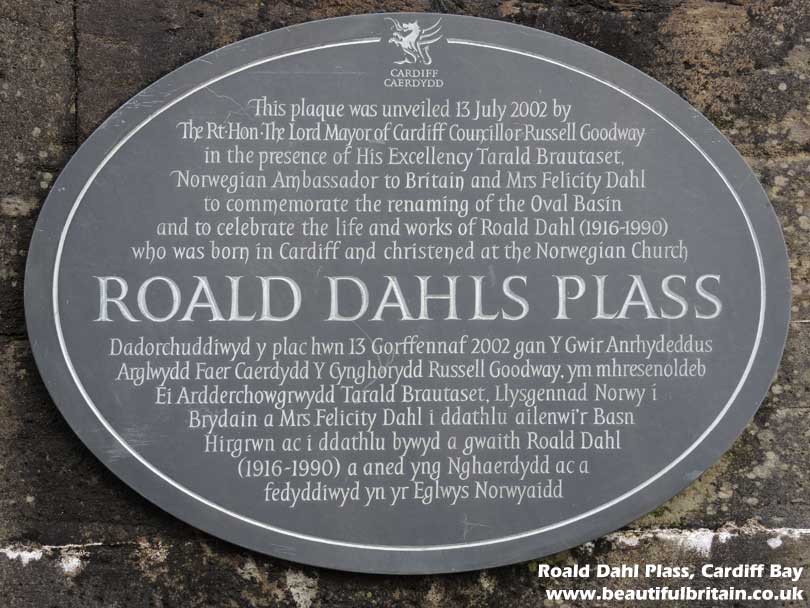 CARDIFF
CAERDYDD
This plaque was unveiled 13 July 2002 by
The Rt·Hon·The Lord Mayor of Cardiff Councillor Russell Goodway
in the presence of His Excellency Tarald Brautaset,
Norwegian Ambassador to Britain and Mrs Felicity Dahl
to commemorate the renaming of the Oval Basin
and to celebrate the life and works of Roald Dahl (1916-1990)
who was born in Cardiff and christened at the Norwegian Church
ROALD DAHLS PLASS
Dadorchuddiwyd y plac hwn 13 Gorffennaf 2002 gan Y Gwir Anrhydeddus
Arglwydd Faer Caerdydd Y Gynghorydd Russell Goodway, ym mhresenoldeb
Ei Ardderchowgrwydd Tarald Brautaset, Llysgennad Norwy i
Brydain a Mrs Felicity Dahl i ddathlu ailenwi'r Basn
Hirgrwn ac i ddathlu bywyd a gwaith Roald Dahl
(1916-1990) a aned yng Nghaerdydd ac a
fedyddiwyd yn yr Eglwys Norwyaidd
Roald Dahl Plass, Cardiff Bay
www.beautifulbritain.co.uk